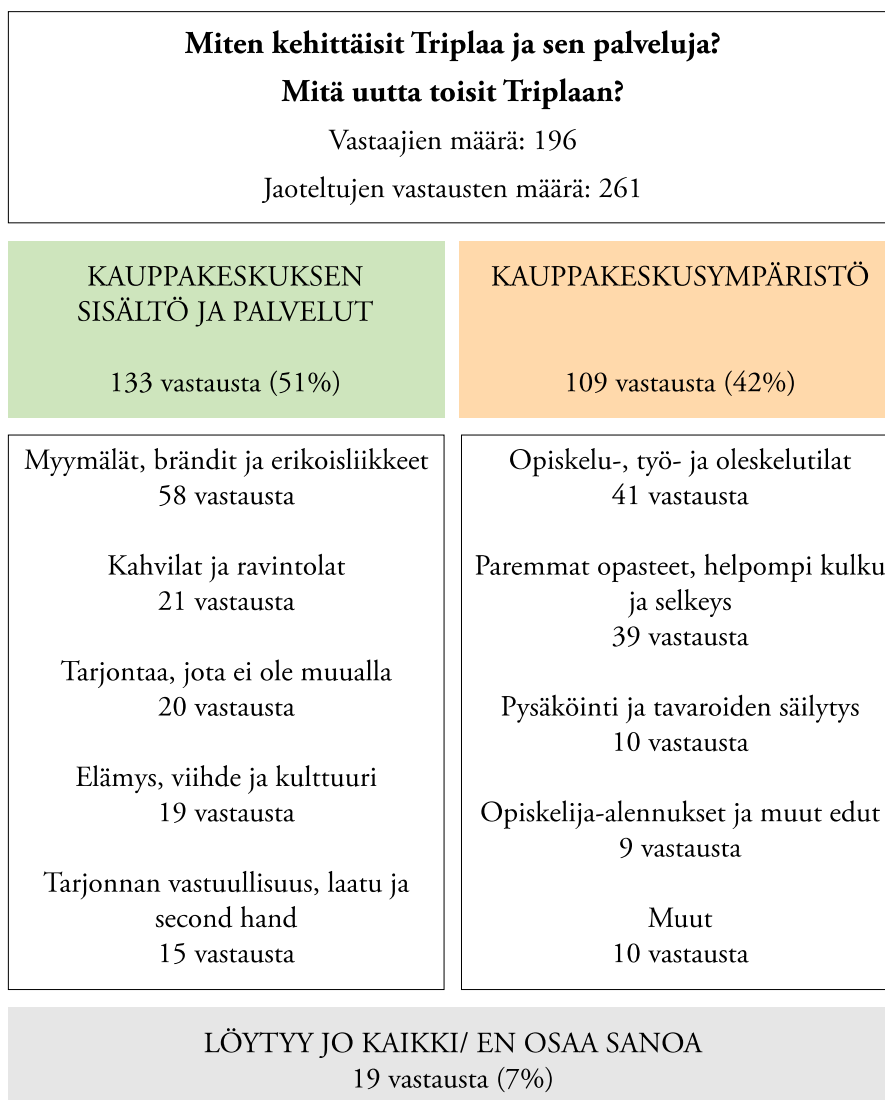 Miten kehittäisit Triplaa ja sen palveluja?
Mitä uutta toisit Triplaan?
Vastaajien määrä: 196
Jaoteltujen vastausten määrä: 261
KAUPPAKESKUKSEN
SISÄLTÖ JA PALVELUT
133 vastausta (51%)
KAUPPAKESKUSYMPÄRISTÖ
109 vastausta (42%)
Myymälät, brändit ja erikoisliikkeet
58 vastausta
Kahvilat ja ravintolat
21 vastausta
Tarjontaa, jota ei ole muualla
20 vastausta
Elämys, viihde ja kulttuuri
19 vastausta
Tarjonnan vastuullisuus, laatu ja
second hand
15 vastausta
Opiskelu-, työ- ja oleskelutilat
41 vastausta
Paremmat opasteet, helpompi kulku
ja selkeys
39 vastausta
Pysäköinti ja tavaroiden säilytys
10 vastausta
Opiskelija-alennukset ja muut edut
9 vastausta
Muut
10 vastausta
LÖYTYY JO KAIKKI/ EN OSAA SANOA
19 vastausta (7%)